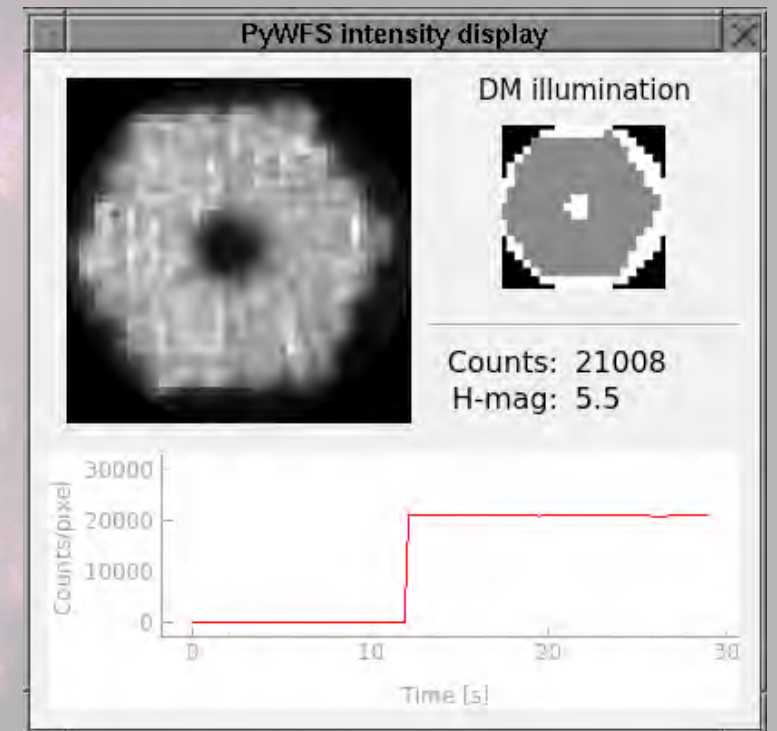 PyWFS intensity display
DM illumination
Counts: 21008
H-mag: 5.5
30000
20000
10000
0
Counts/pixel
0 10 20 30
Time [s]